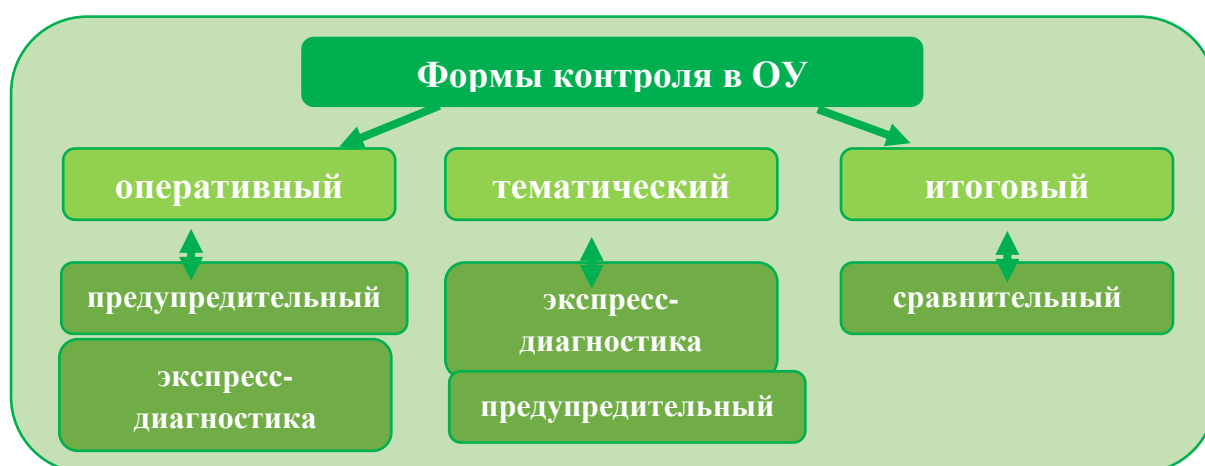 Формы контроля в ОУ
оперативный
тематический
итоговый
предупредительный
экспресс-
диагностика
экспресс-
диагностика
предупредительный
сравнительный